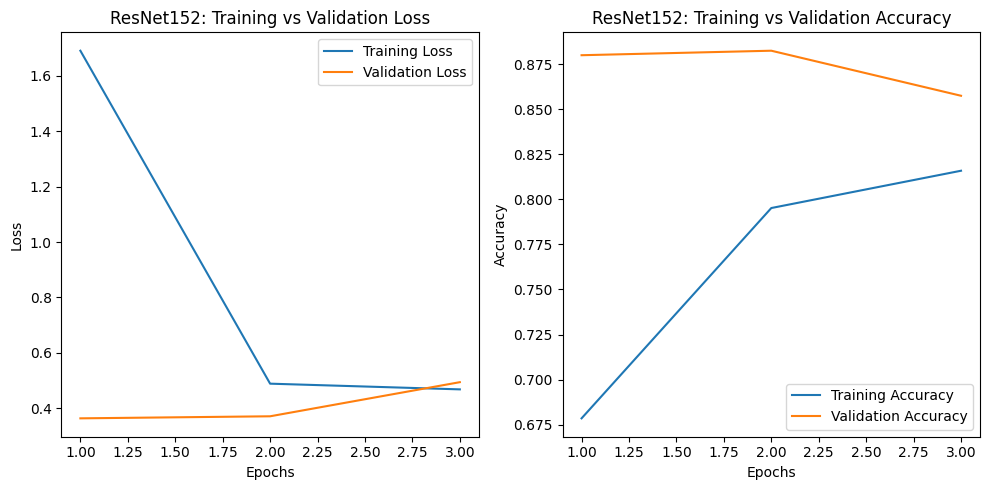 ResNet152: Training vs Validation Loss
Training Loss
Validation Loss
1.6
1.4
1.2
1.0
0.8
0.6
0.4
Loss
1.00 1.25 1.50 1.75 2.00 2.25 2.50 2.75 3.00
Epochs
ResNet152: Training vs Validation Accuracy
0.875
0.850
0.825
0.800
0.775
0.750
0.725
0.700
0.675
Accuracy
Training Accuracy
Validation Accuracy
1.00 1.25 1.50 1.75 2.00 2.25 2.50 2.75 3.00
Epochs